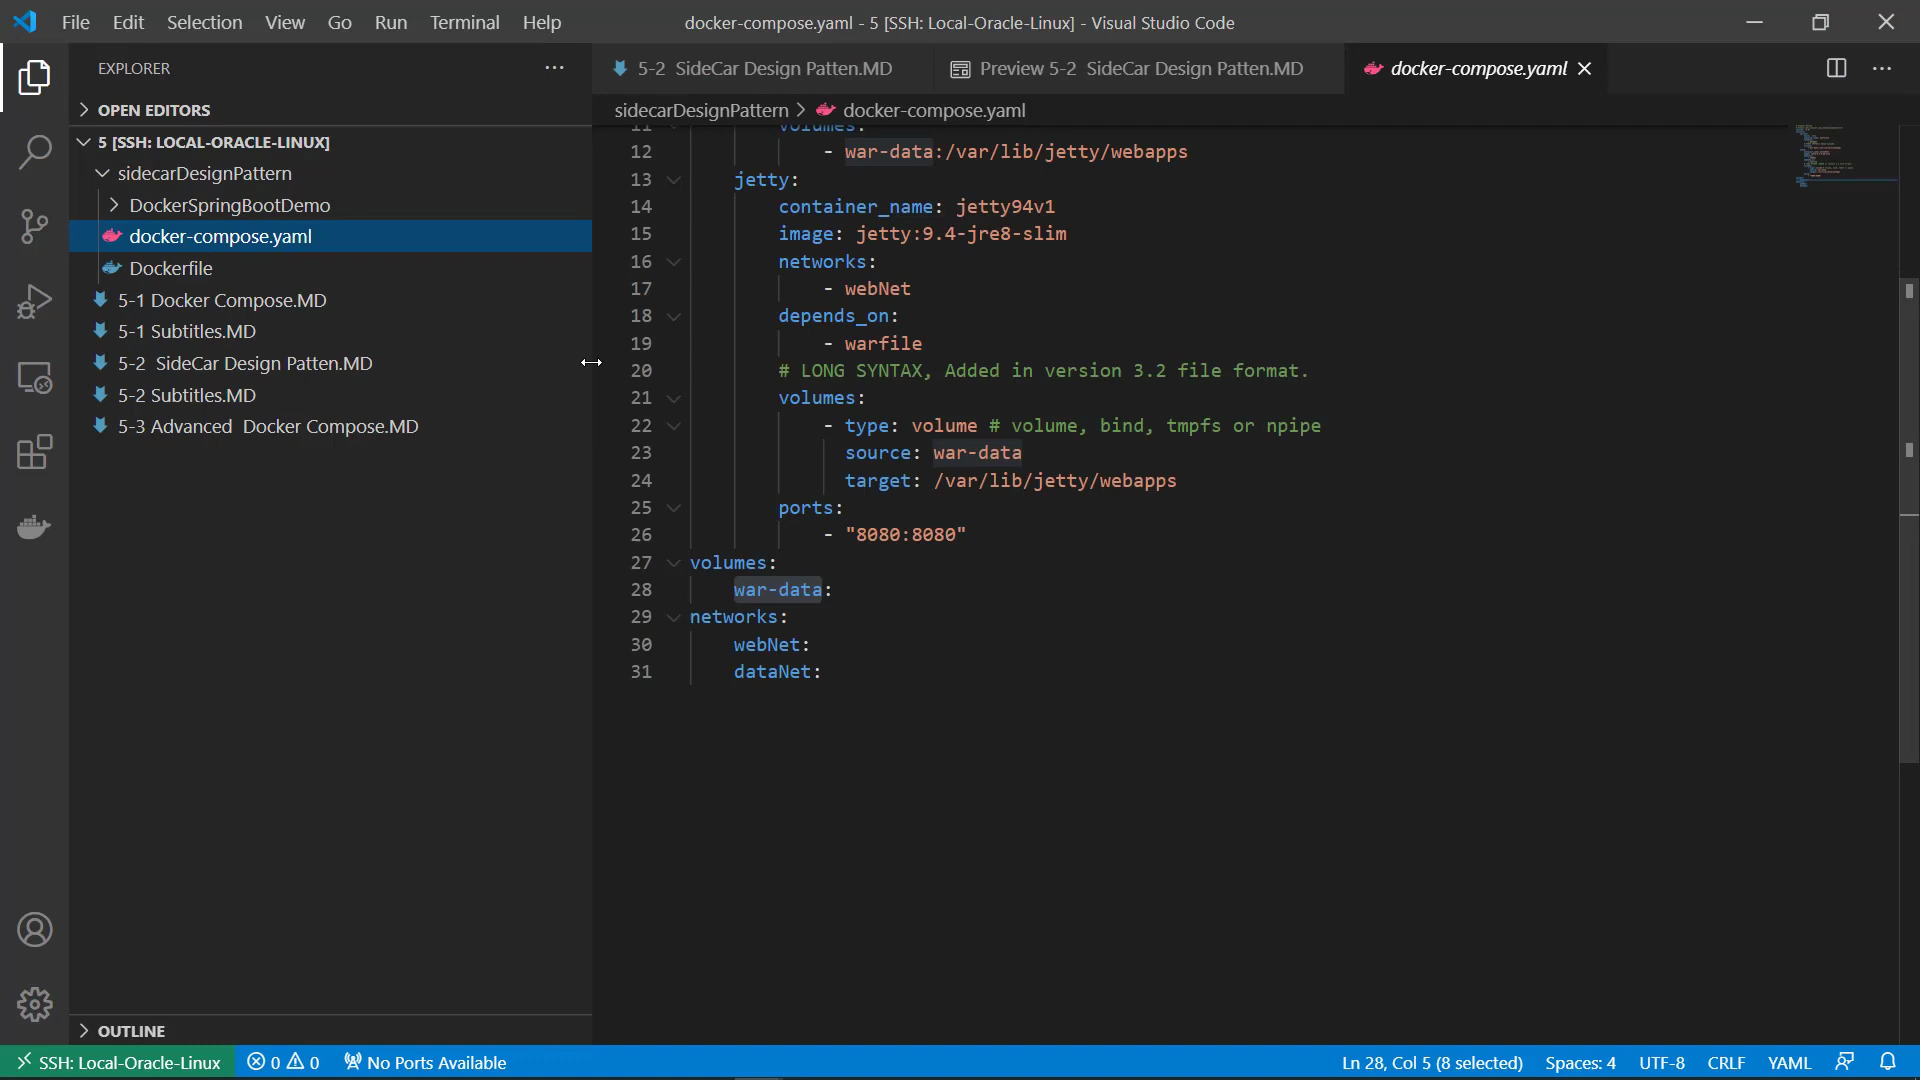 File Edit Selection View Go Run Terminal Help docker-compose.yaml - 5 [SSH: Local-Oracle-Linux] - Visual Studio Code
EXPLORER
5-2 SideCar Design Patten.MD Preview 5-2 SideCar Design Patten.MD docker-compose.yaml
OPEN EDITORS
sidecarDesignPattern > docker-compose.yaml
5 [SSH: LOCAL-ORACLE-LINUX]
sidecarDesignPattern
DockerSpringBootDemo
docker-compose.yaml
Dockerfile
5-1 Docker Compose.MD
5-1 Subtitles.MD
5-2 SideCar Design Patten.MD
5-2 Subtitles.MD
5-3 Advanced Docker Compose.MD
11 volumes:
12 - war-data:/var/lib/jetty/webapps
13 jetty:
14 container_name: jetty94v1
15 image: jetty:9.4-jre8-slim
16 networks:
17 - webNet
18 depends_on:
19 - warfile
20 # LONG SYNTAX, Added in version 3.2 file format.
21 volumes:
22 - type: volume # volume, bind, tmpfs or npipe
23 source: war-data
24 target: /var/lib/jetty/webapps
25 ports:
26 - "8080:8080"
27 volumes:
28 war-data:
29 networks:
30 webNet:
31 dataNet:
OUTLINE
SSH: Local-Oracle-Linux 0 0 No Ports Available Ln 28, Col 5 (8 selected) Spaces: 4 UTF-8 CRLF YAML